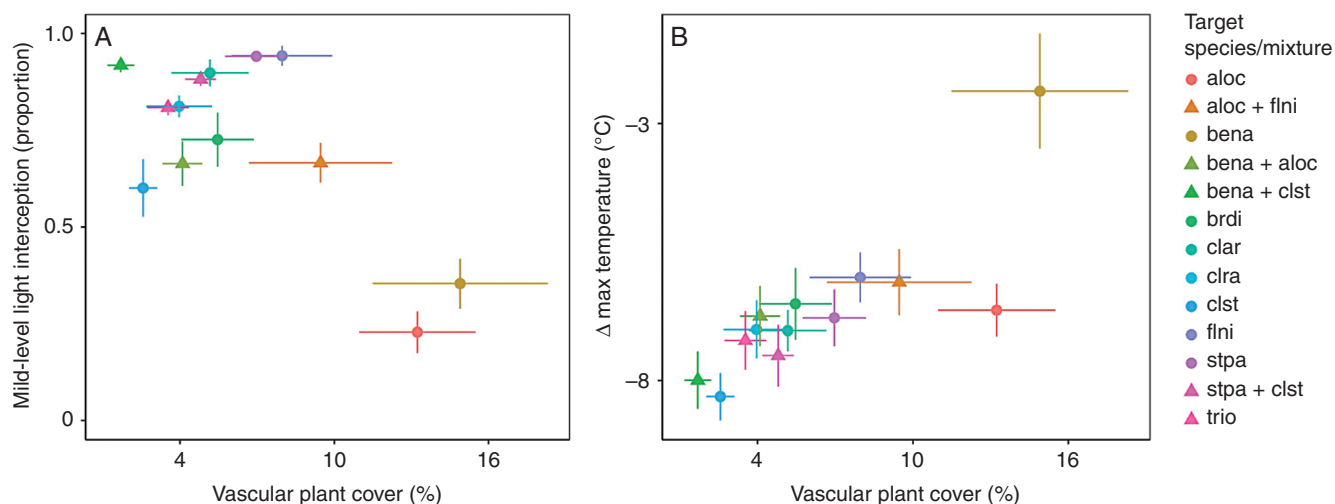 A
1.0
0.5
0
Mild-level light interception (proportion)
4
10
16
Vascular plant cover (%)
B
−3
−8
Δ max temperature (°C)
4
10
16
Vascular plant cover (%)
Target
species/mixture
aloc
aloc + flni
bena
bena + aloc
bena + clst
brdi
clar
clra
clst
flni
stpa
stpa + clst
trio